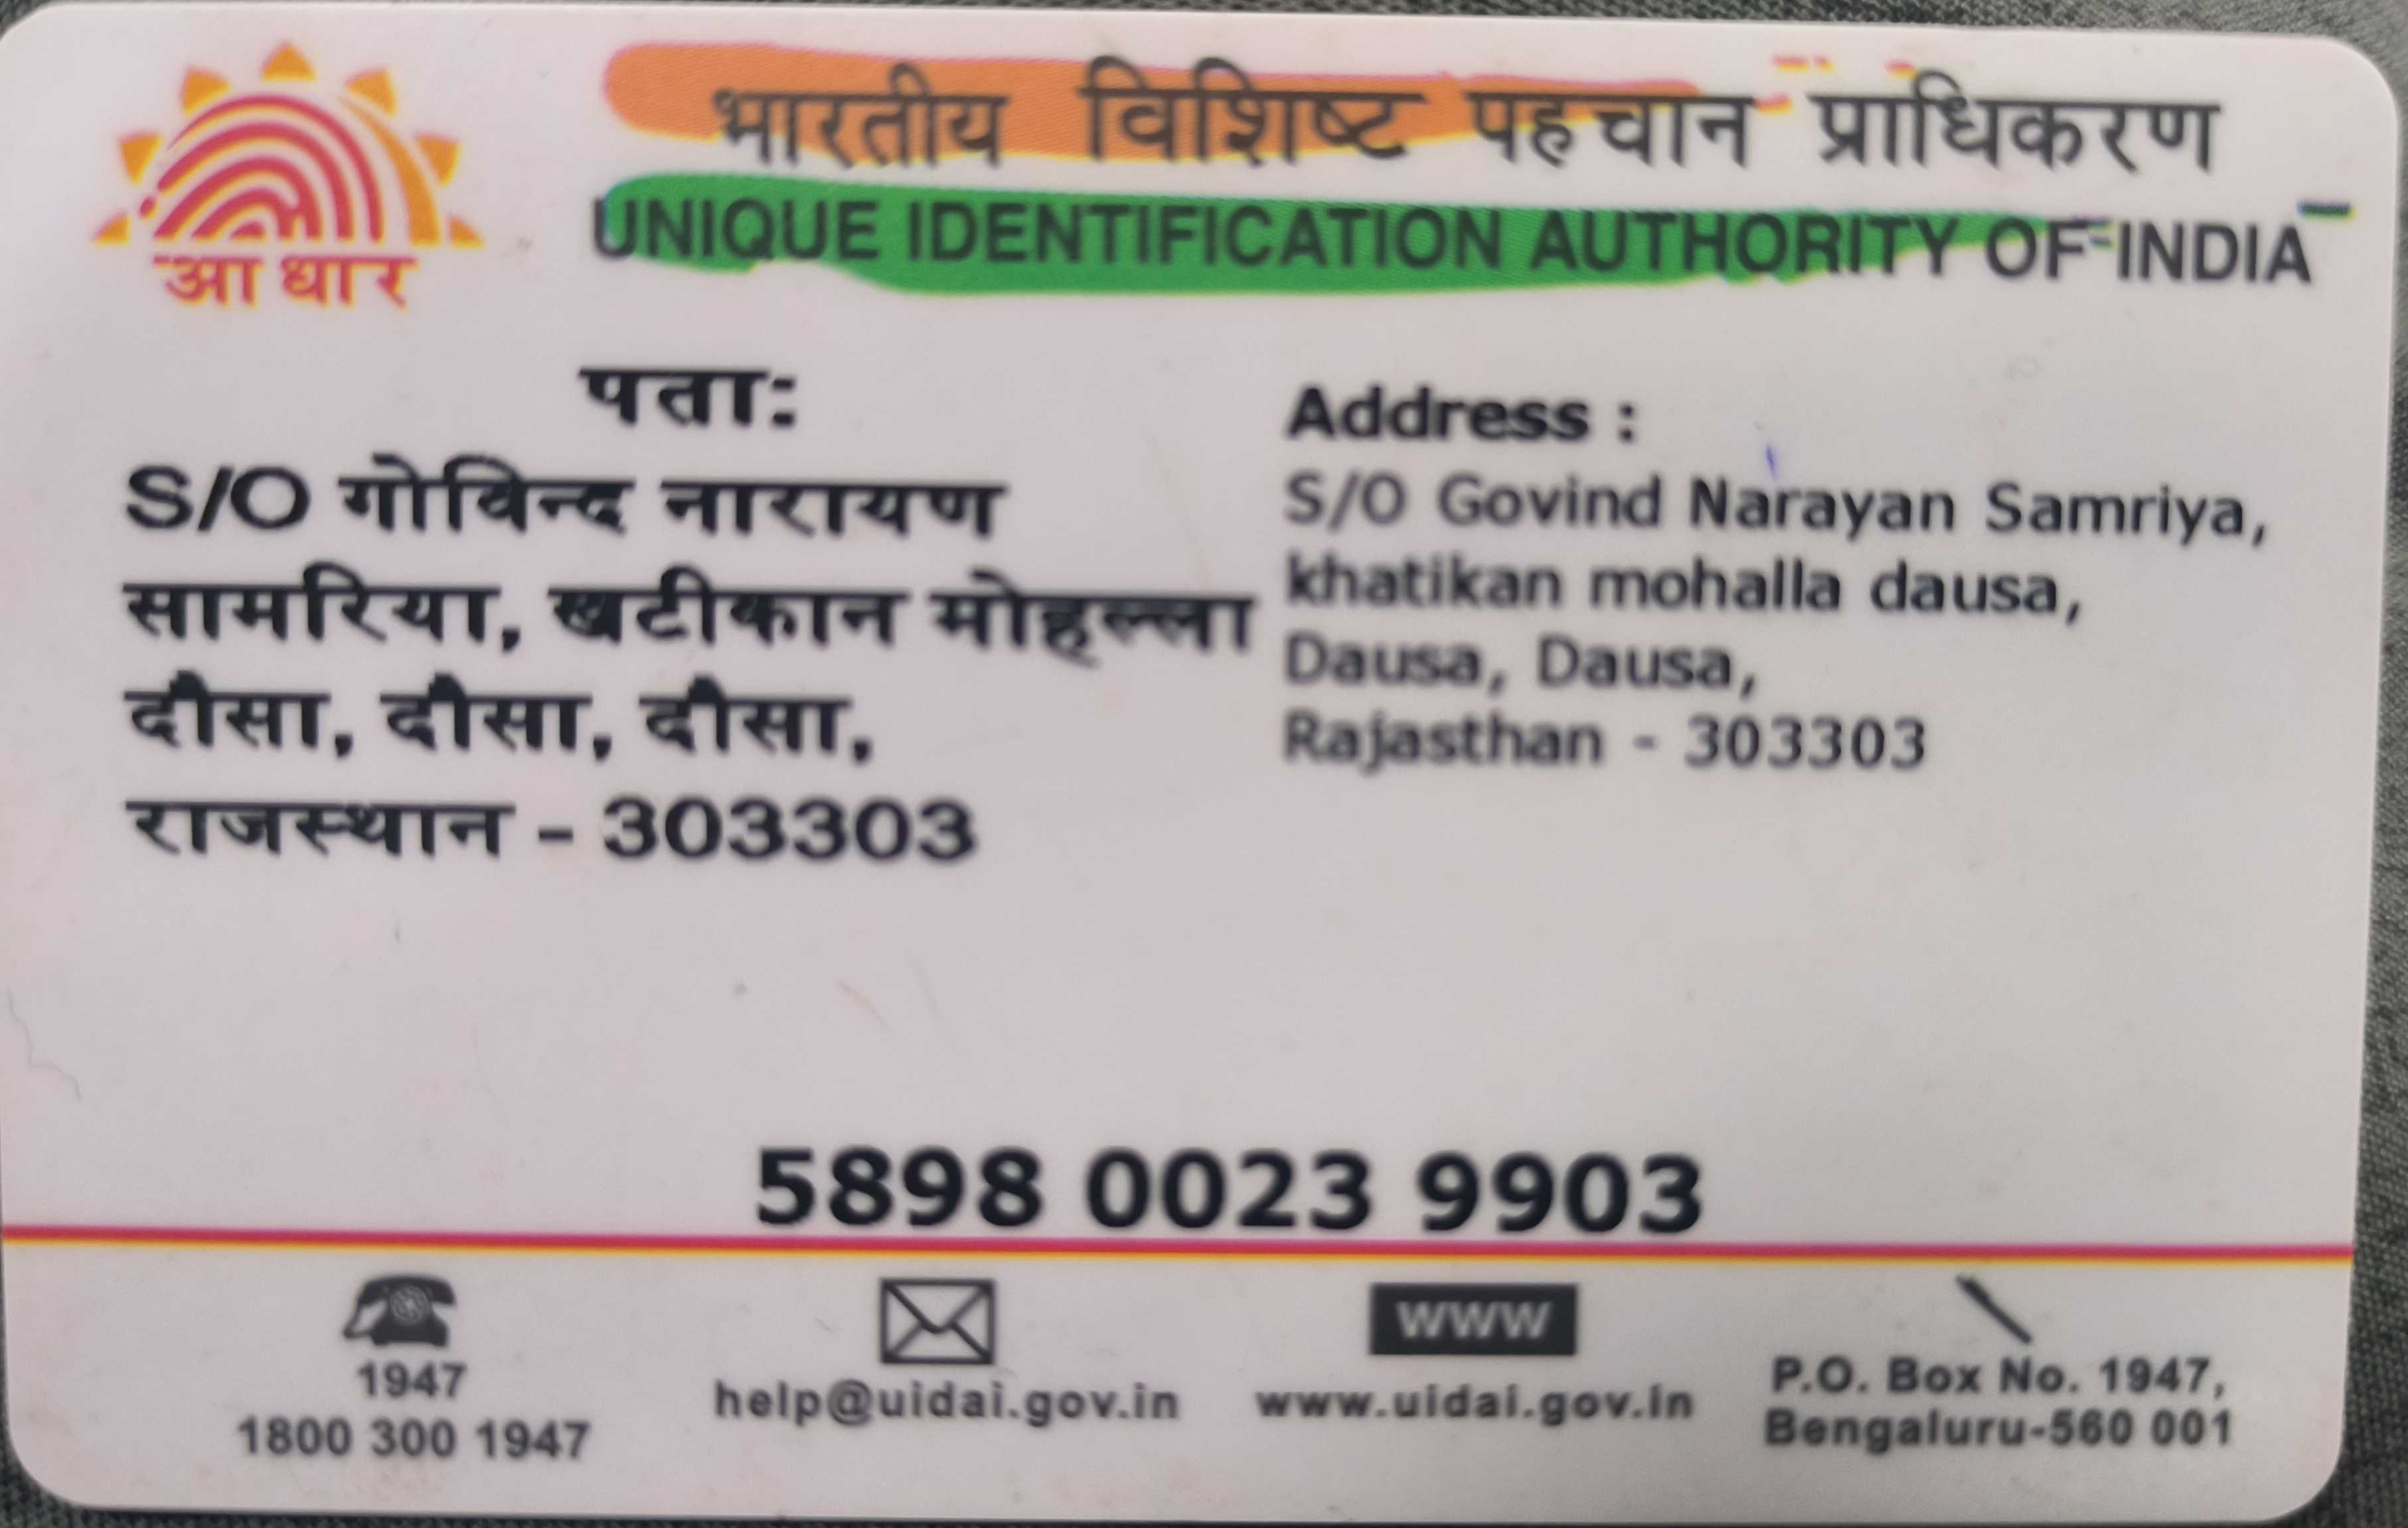 भारतीय विशिष्ट पहचान प्राधिकरण
UNIQUE IDENTIFICATION AUTHORITY OF INDIA
आधार
पता:
S/O गोविन्द नारायण
सामरिया, खटीकान मोहल्ला
दौसा, दौसा, दौसा,
राजस्थान - 303303
Address :
S/O Govind Narayan Samriya,
khatikan mohalla dausa,
Dausa, Dausa,
Rajasthan - 303303
5898 0023 9903
1947
1800 300 1947
help@uidai.gov.in
www
www.uidai.gov.in
P.O. Box No. 1947,
Bengaluru-560 001